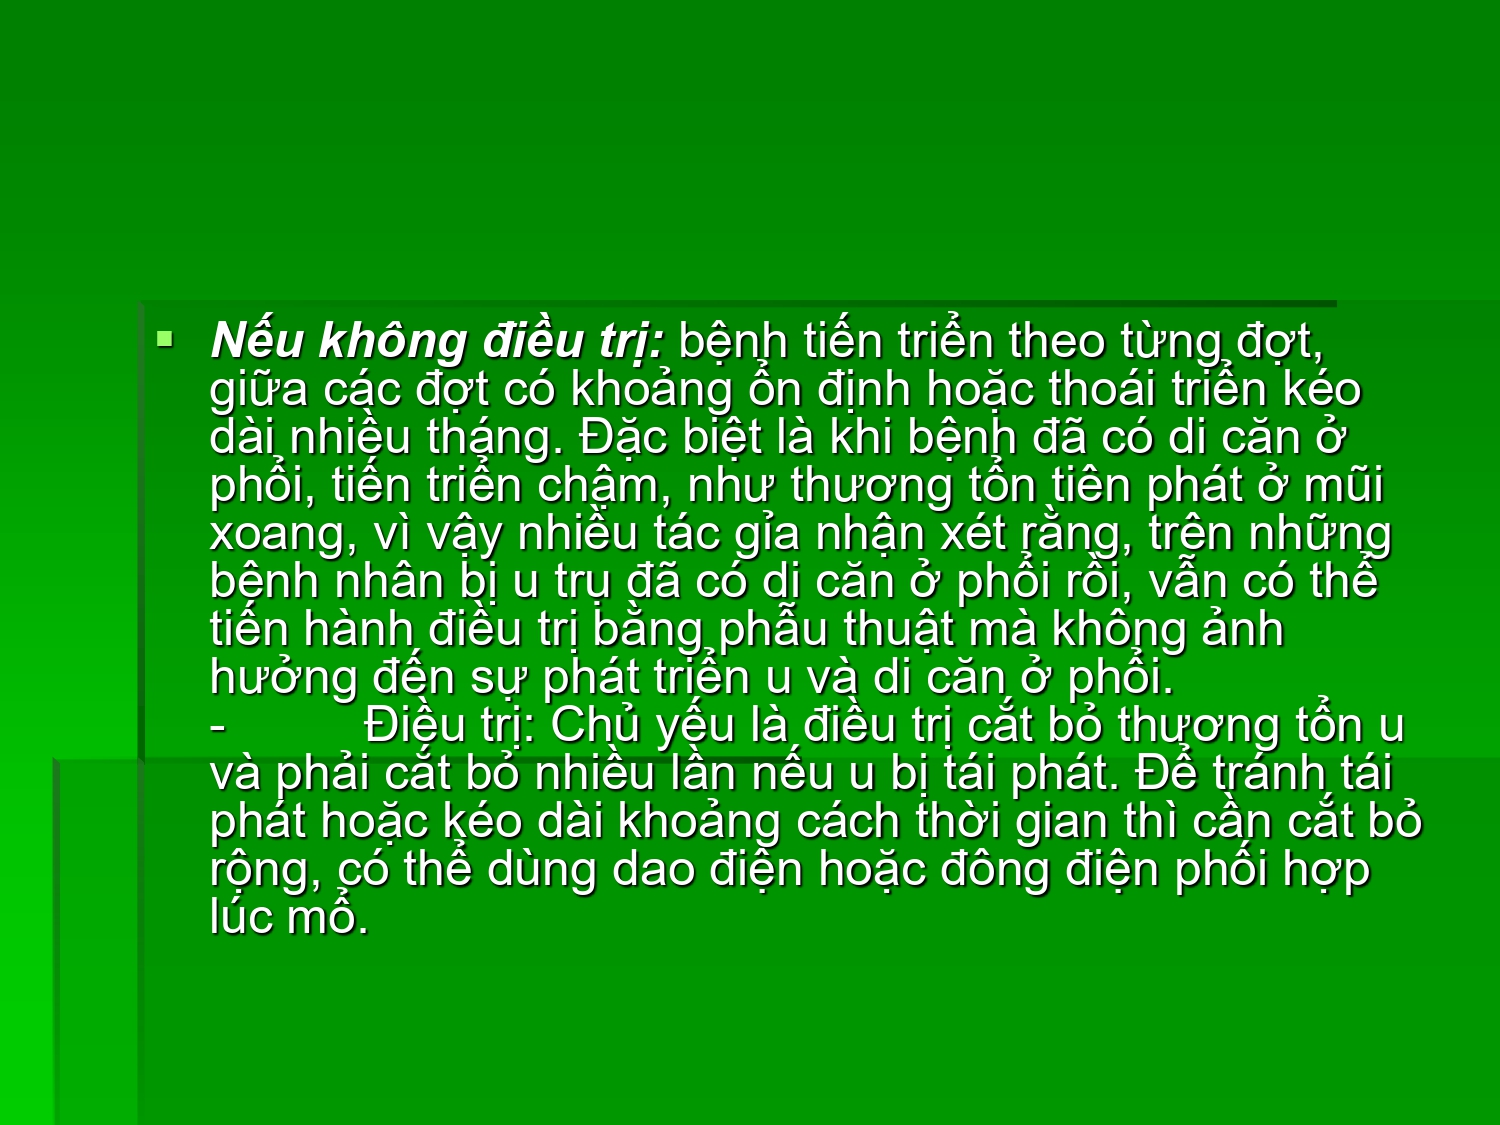 ▪ Nếu không điều trị: bệnh tiến triển theo từng đợt,
giữa các đợt có khoảng ổn định hoặc thoái triển kéo
dài nhiều tháng. Đặc biệt là khi bệnh đã có di căn ở
phổi, tiến triển chậm, như thương tổn tiên phát ở mũi
xoang, vì vậy nhiều tác gỉa nhận xét rằng, trên những
bệnh nhân bị u trụ đã có di căn ở phổi rồi, vẫn có thể
tiến hành điều trị bằng phẫu thuật mà không ảnh
hưởng đến sự phát triển u và di căn ở phổi.
- Điều trị: Chủ yếu là điều trị cắt bỏ thương tổn u
và phải cắt bỏ nhiều lần nếu u bị tái phát. Để tránh tái
phát hoặc kéo dài khoảng cách thời gian thì cần cắt bỏ
rộng, có thể dùng dao điện hoặc đông điện phối hợp
lúc mổ.